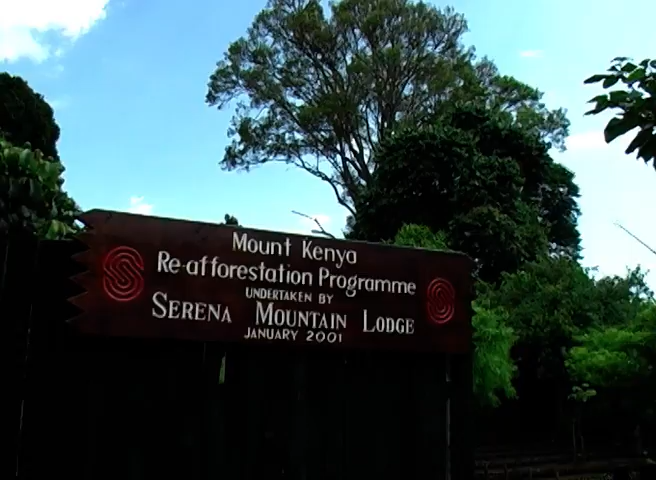 Mount Kenya
Re-afforestation Programme
UNDERTAKEN BY
SERENA MOUNTAIN LODGE
JANUARY 2001